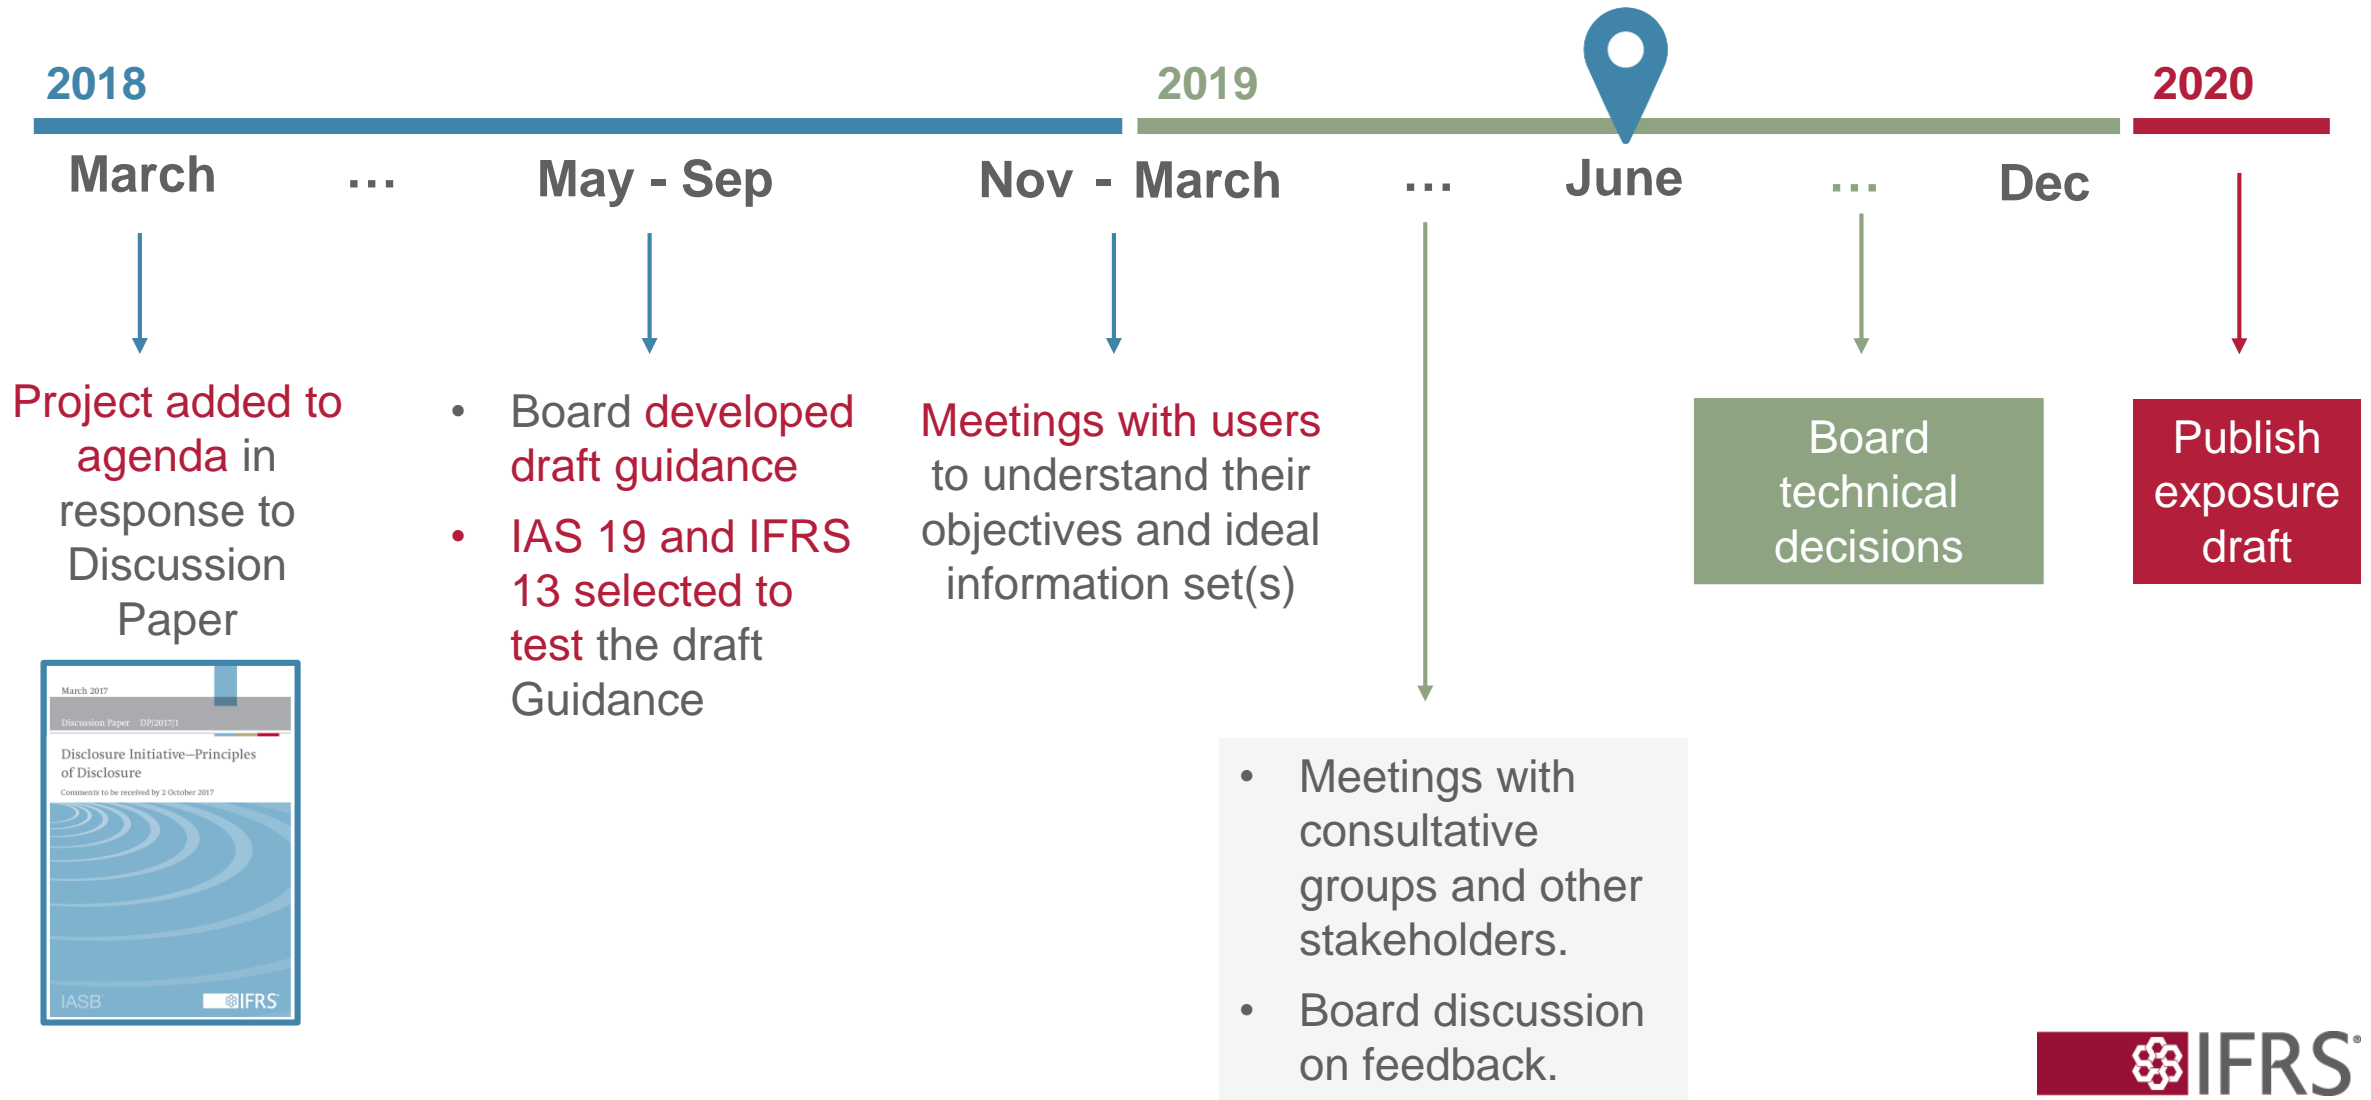 2018
2019
2020
March
…
May - Sep
Nov - March
…
June
…
Dec
Project added to
agenda in
response to
Discussion
Paper
• Board developed
draft guidance
• IAS 19 and IFRS
13 selected to
test the draft
Guidance
Meetings with users
to understand their
objectives and ideal
information set(s)
Board
technical
decisions
Publish
exposure
draft
March 2017
Discussion Paper DP/2017/1
Disclosure Initiative—Principles
of Disclosure
Comments to be received by 2 October 2017
IASB
IFRS
• Meetings with
consultative
groups and other
stakeholders.
• Board discussion
on feedback.
IFRS®